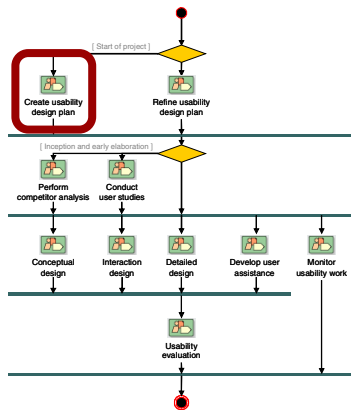 [ Start of project ]
Create usability
design plan
Refine usability
design plan
[ Inception and early elaboration ]
Perform
competitor analysis
Conduct
user studies
Conceptual
design
Interaction
design
Detailed
design
Develop user
assistance
Monitor
usability work
Usability
evaluation